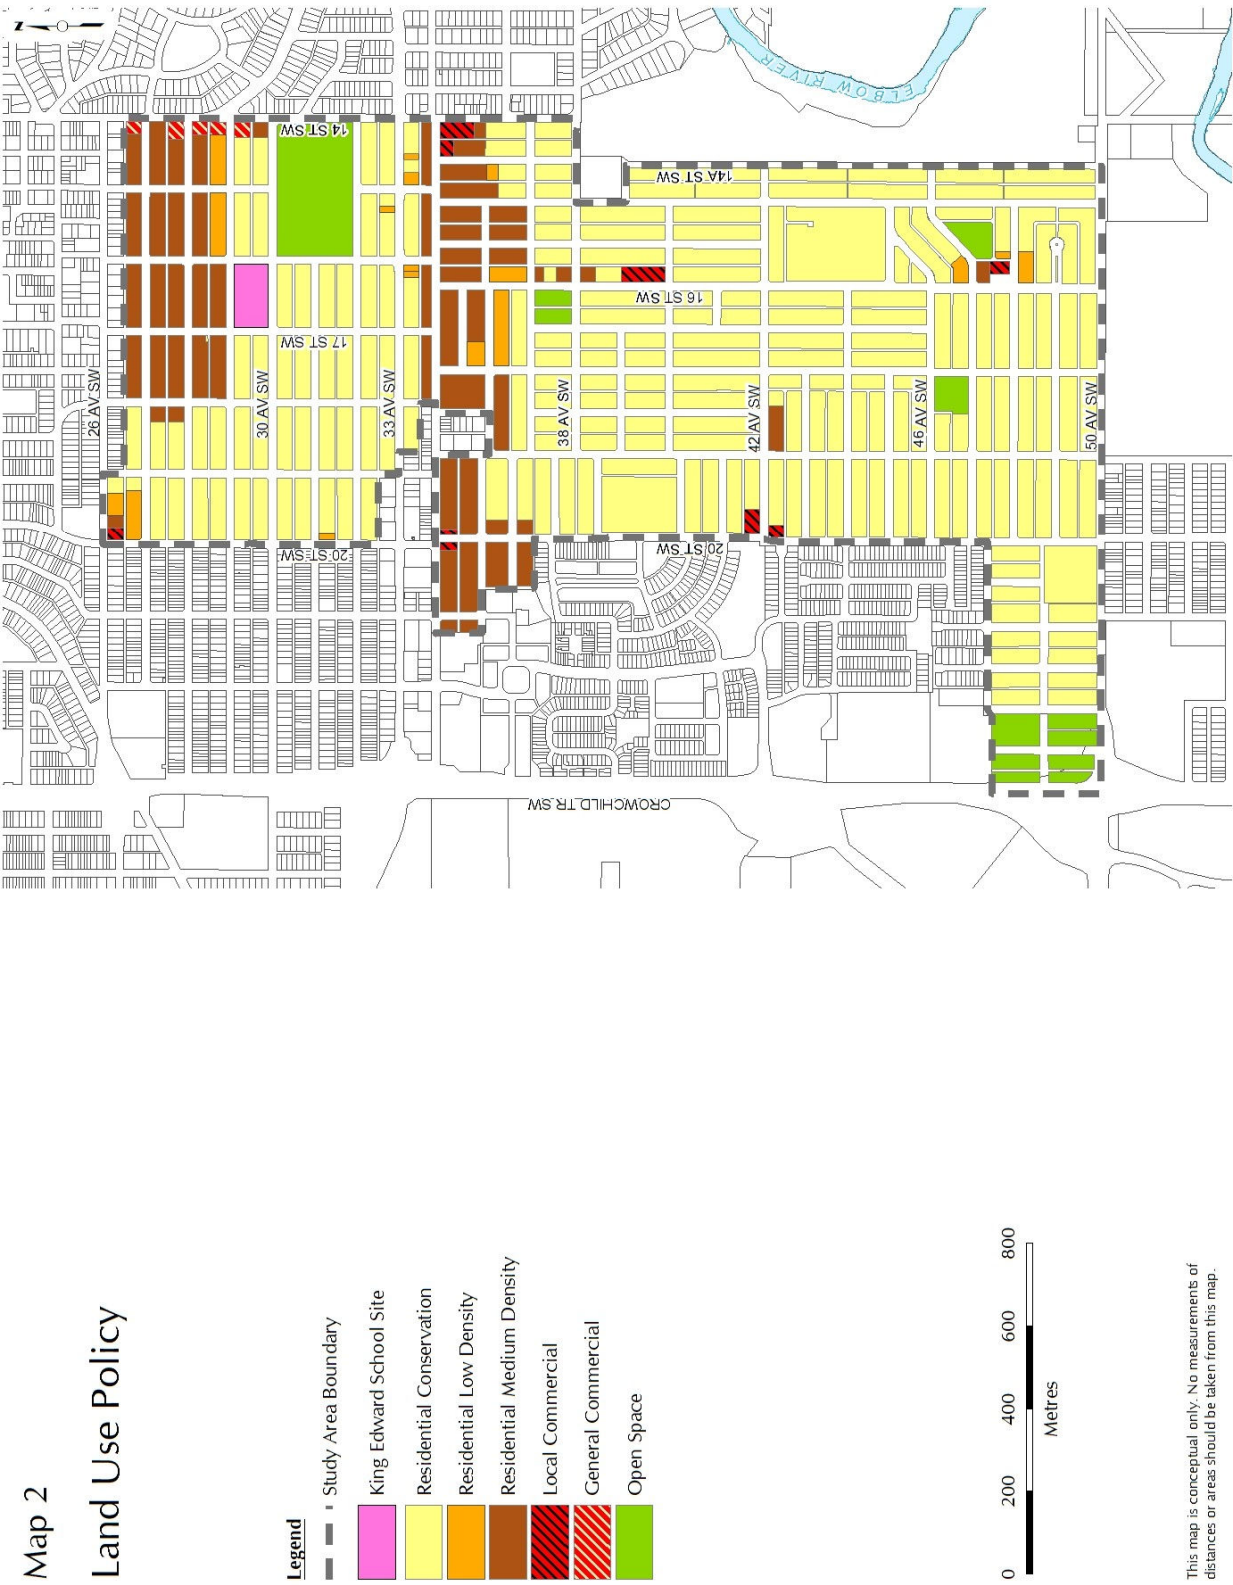 Map 2
Land Use Policy
Legend
Study Area Boundary
King Edward School Site
Residential Conservation
Residential Low Density
Residential Medium Density
Local Commercial
General Commercial
Open Space
0 200 400 600 800
Metres
This map is conceptual only. No measurements of
distances or areas should be taken from this map.
N
26 AV SW
30 AV SW
33 AV SW
38 AV SW
42 AV SW
46 AV SW
50 AV SW
14 ST SW
14A ST SW
16 ST SW
17 ST SW
20 ST SW
20 ST SW
CROWCHILD TR SW
ELBOW RIVER